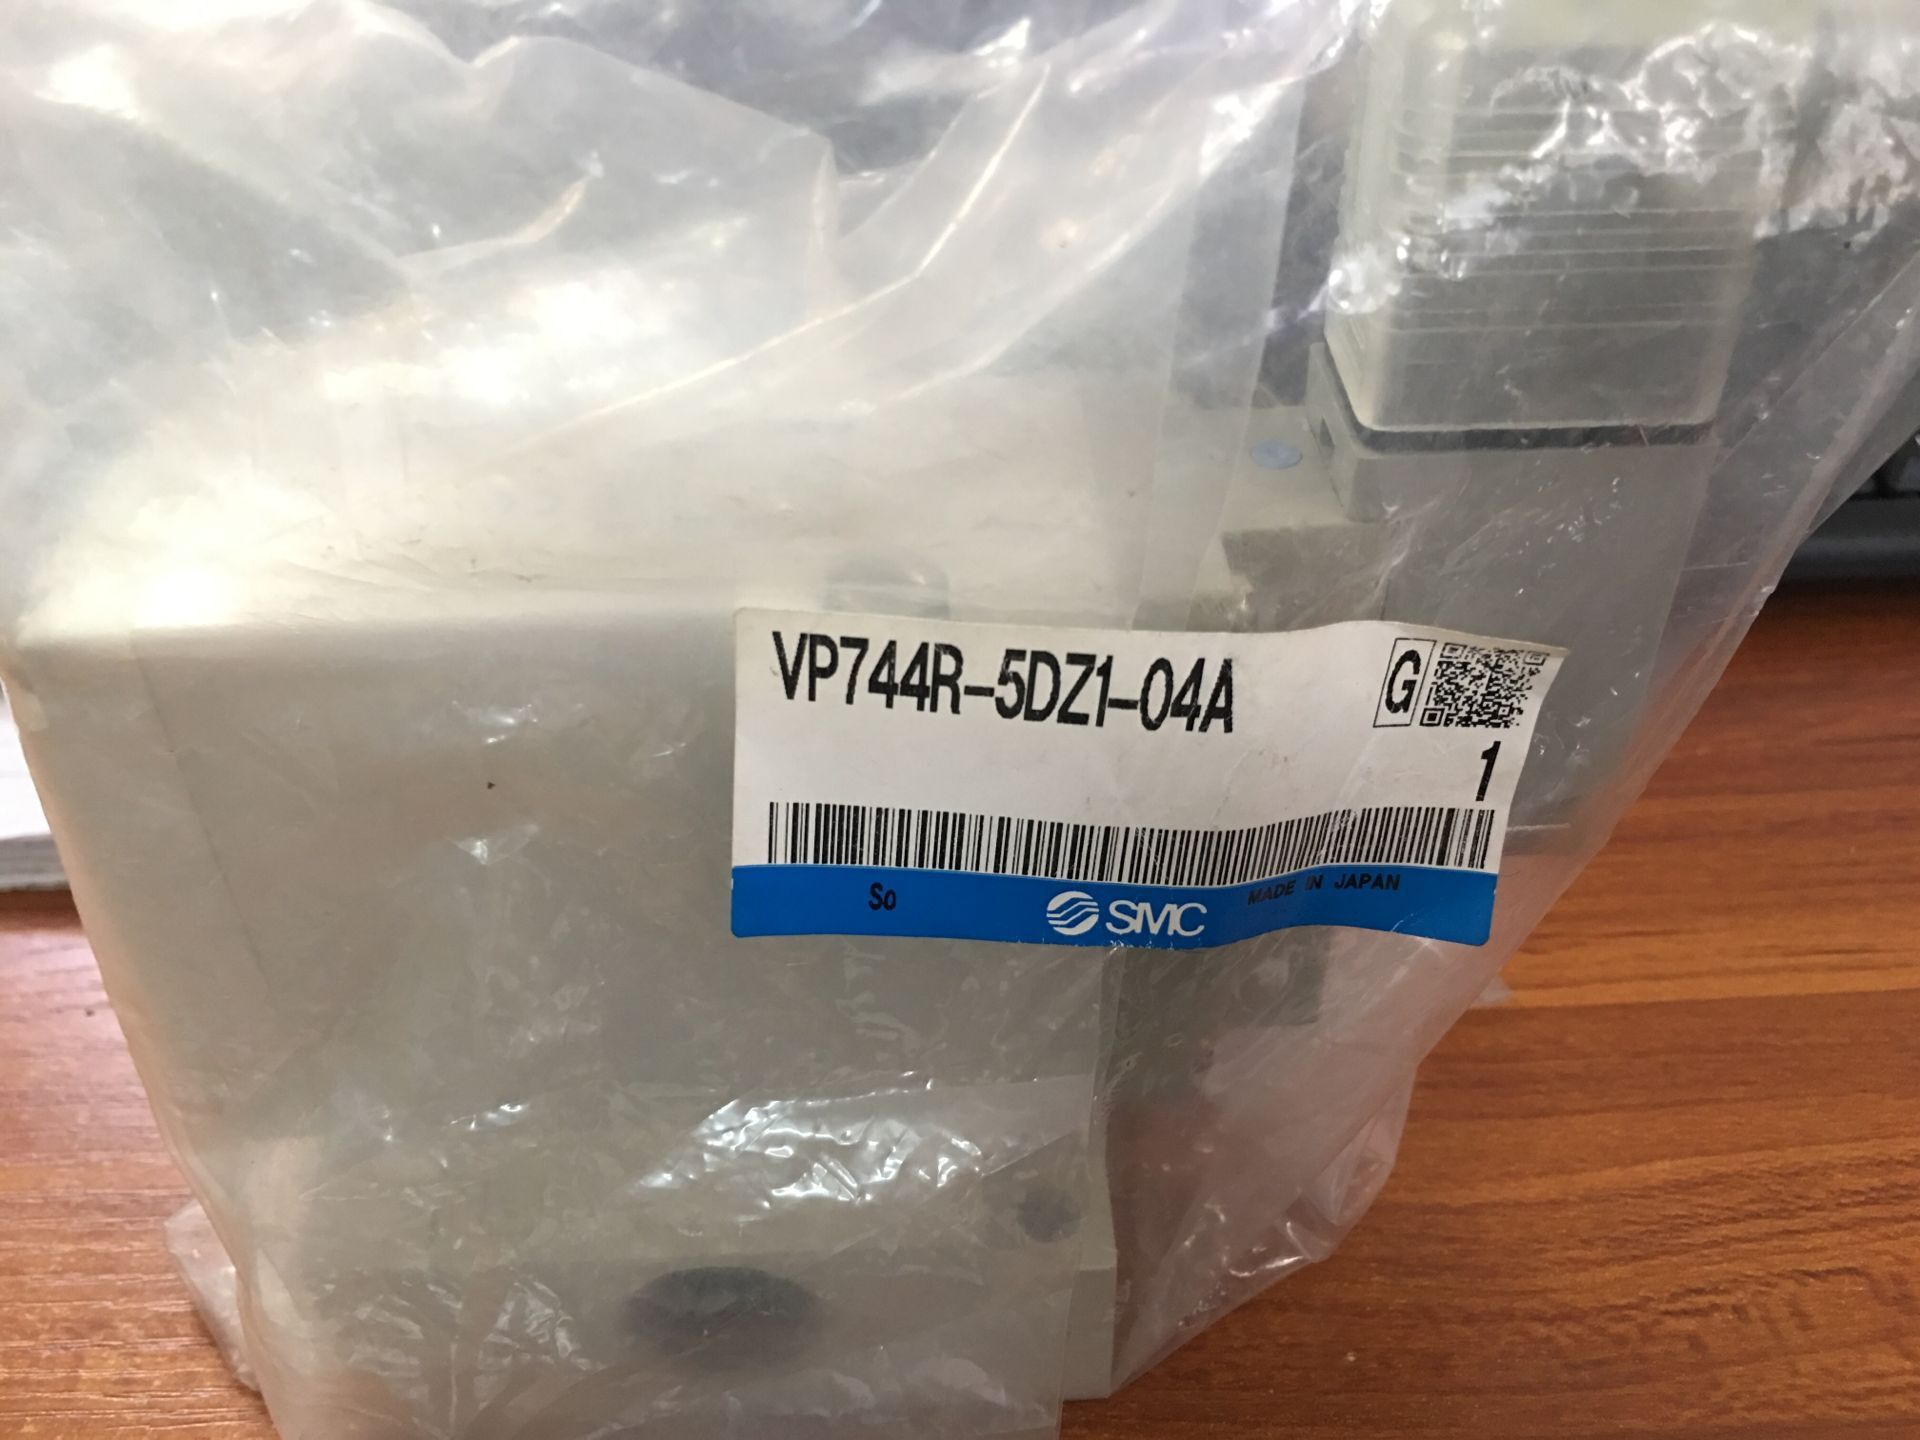 VP744R-5DZ1-04A
G
1
So
SMC
MADE IN JAPAN